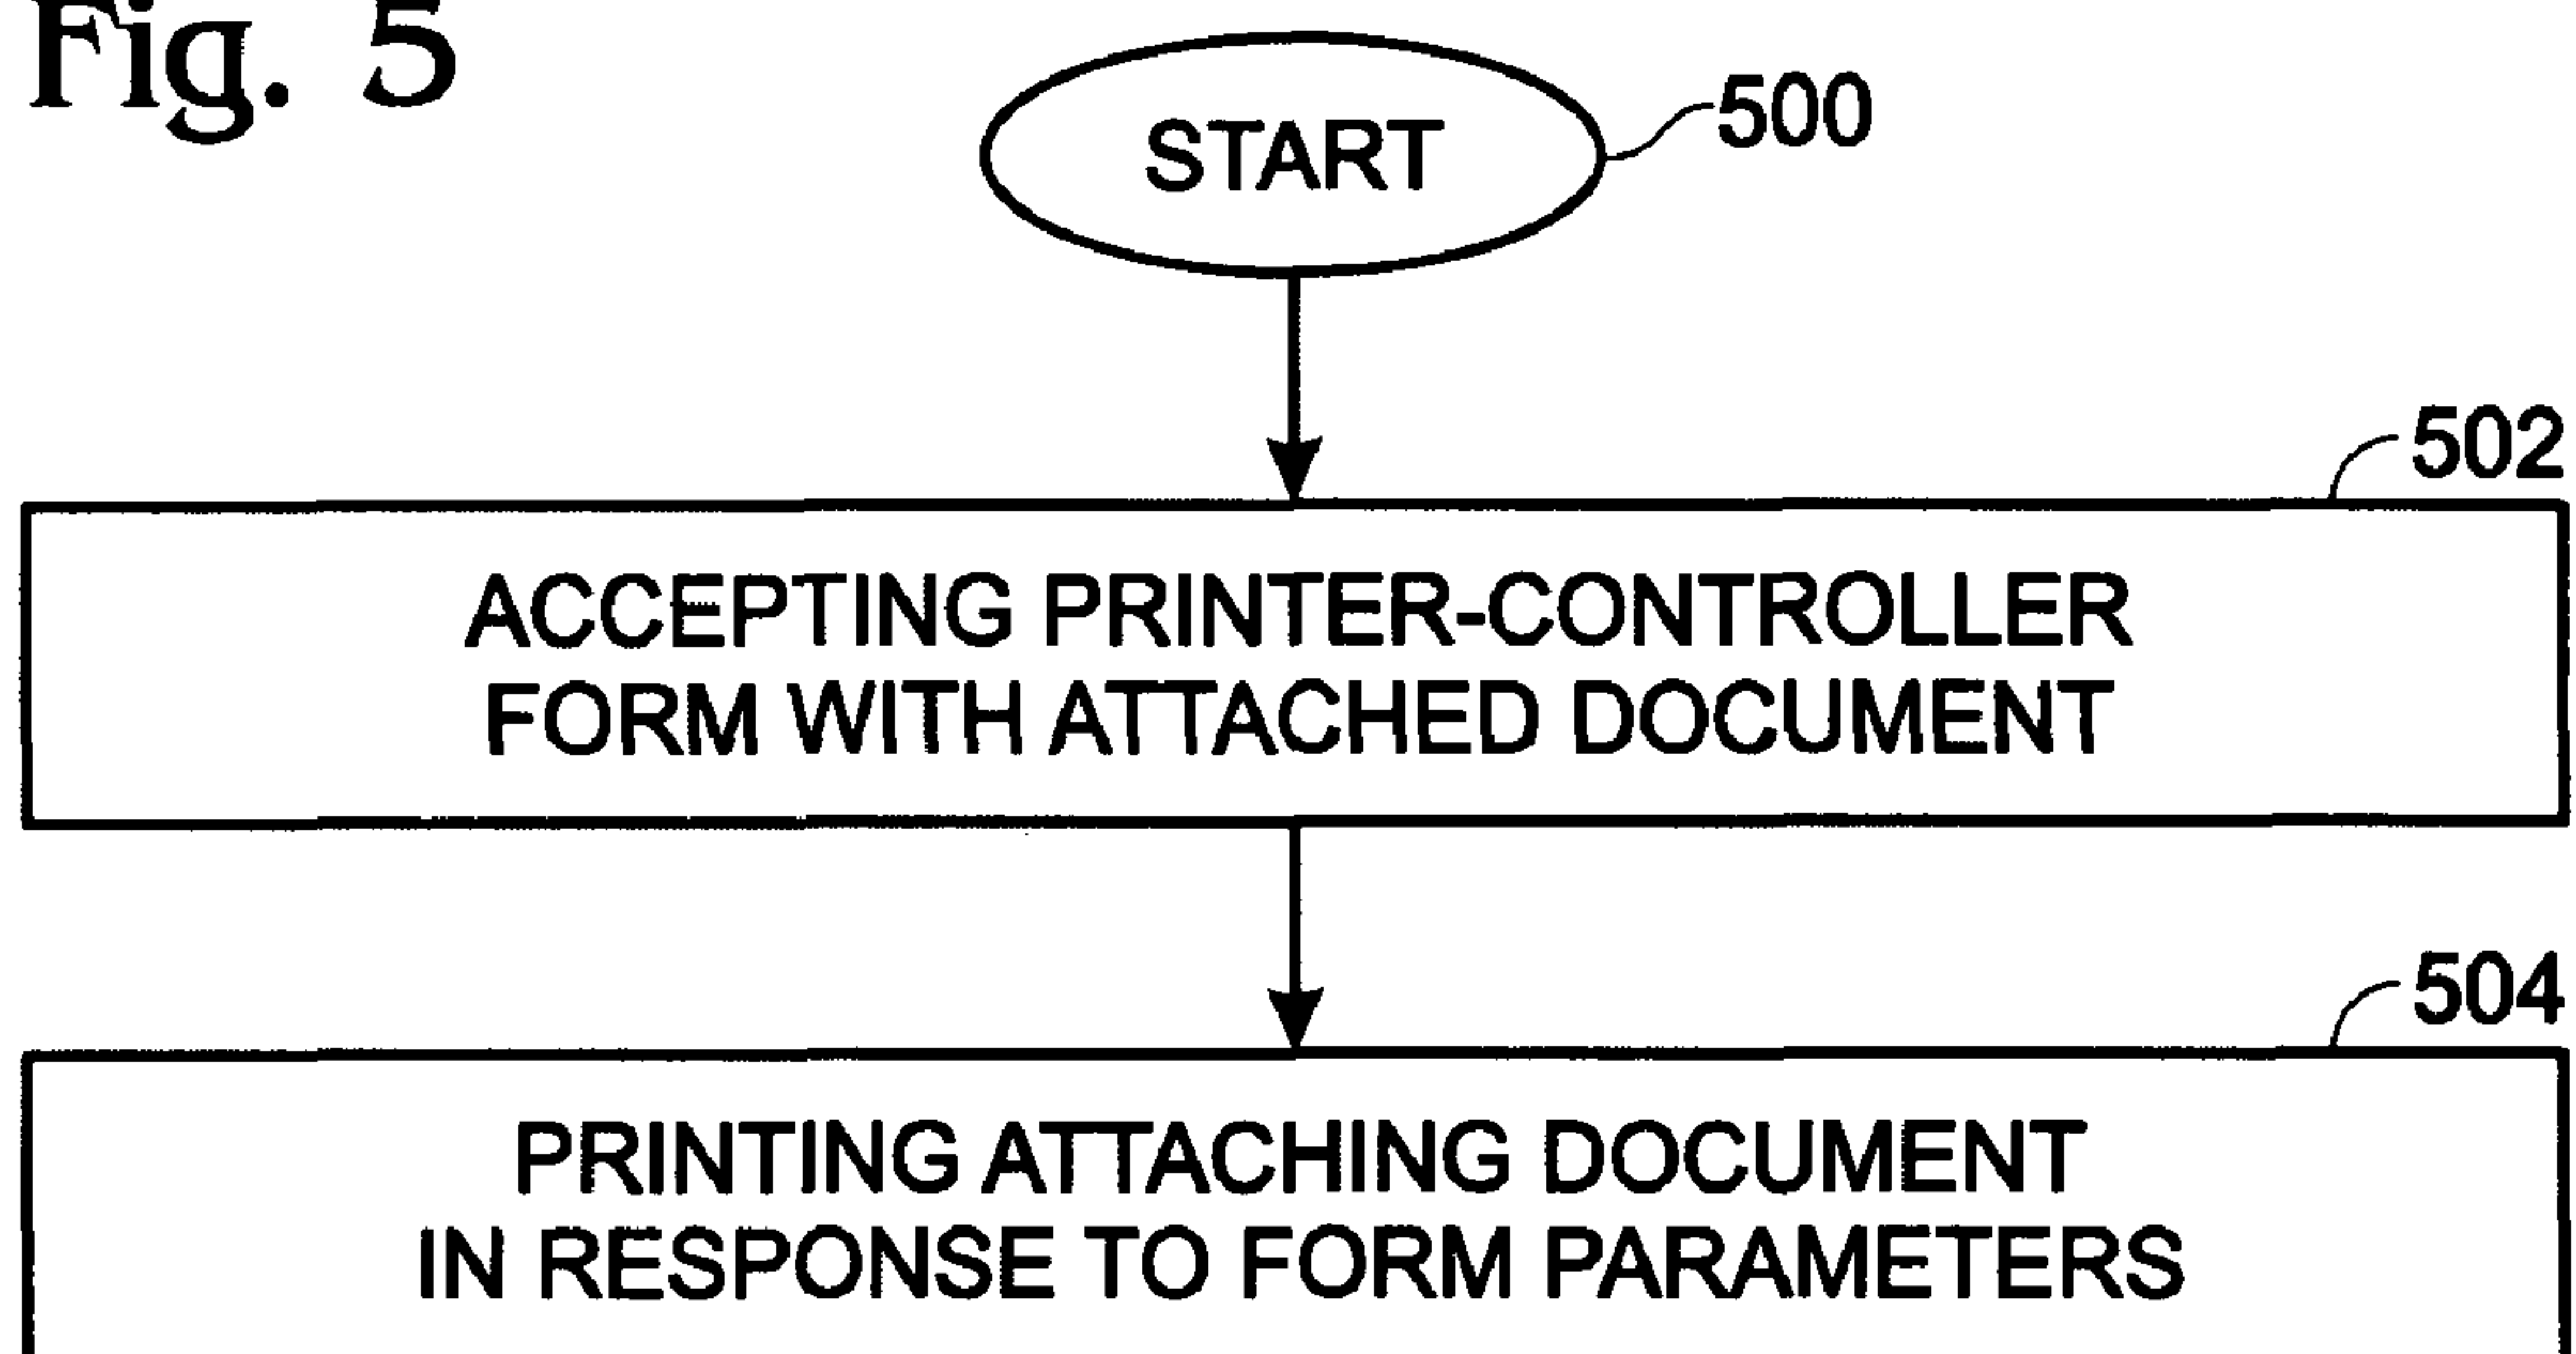 Fig. 5
START
500
502
ACCEPTING PRINTER-CONTROLLER
FORM WITH ATTACHED DOCUMENT
504
PRINTING ATTACHING DOCUMENT
IN RESPONSE TO FORM PARAMETERS